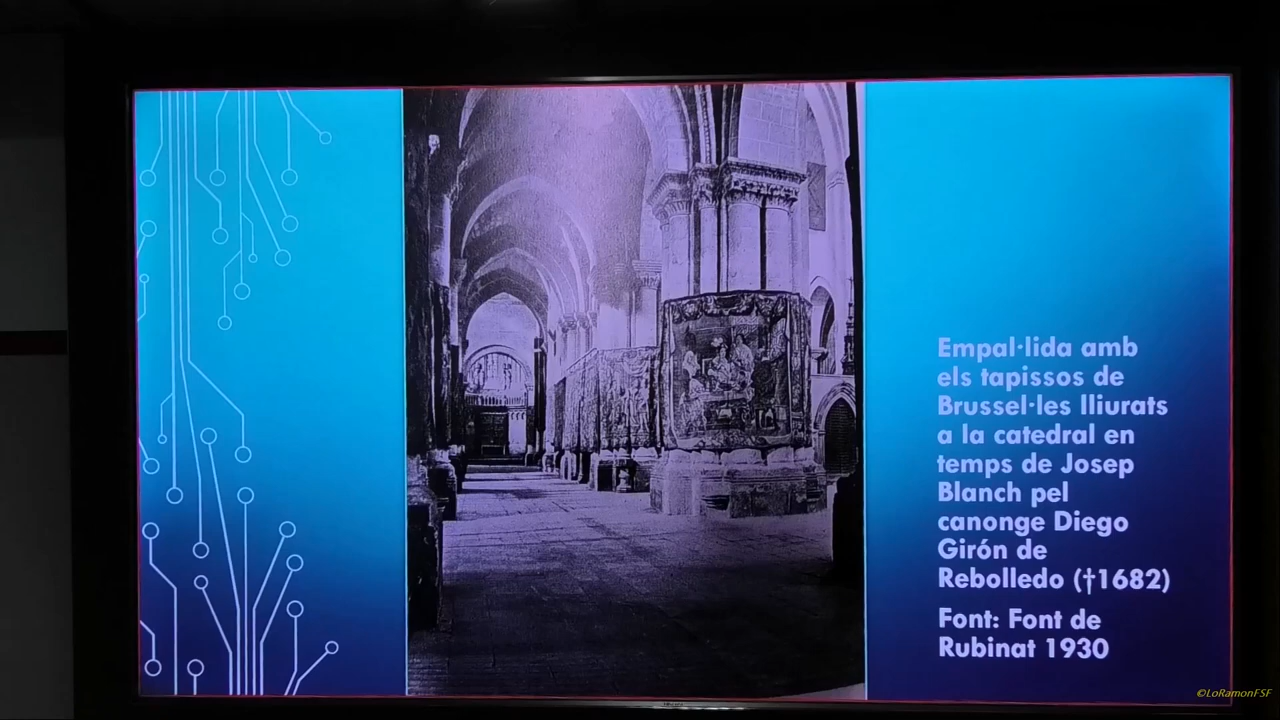 Empal·lida amb
els tapissos de
Brussel·les lliurats
a la catedral en
temps de Josep
Blanch pel
canonge Diego
Girón de
Rebolledo (†1682)
Font: Font de
Rubinat 1930
©LoRamonFSF